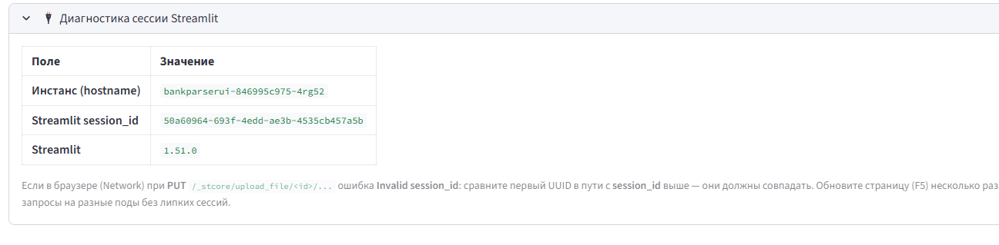 Диагностика сессии Streamlit
Поле Значение
Инстанс (hostname) bankparserui-846995c975-4rg52
Streamlit session_id 50a60964-693f-4edd-ae3b-4535cb457a5b
Streamlit 1.51.0
Если в браузере (Network) при PUT /_stcore/upload_file/<id>/... ошибка Invalid session_id: сравните первый UUID в пути с session_id выше — они должны совпадать. Обновите страницу (F5) несколько раз
запросы на разные поды без липких сессий.